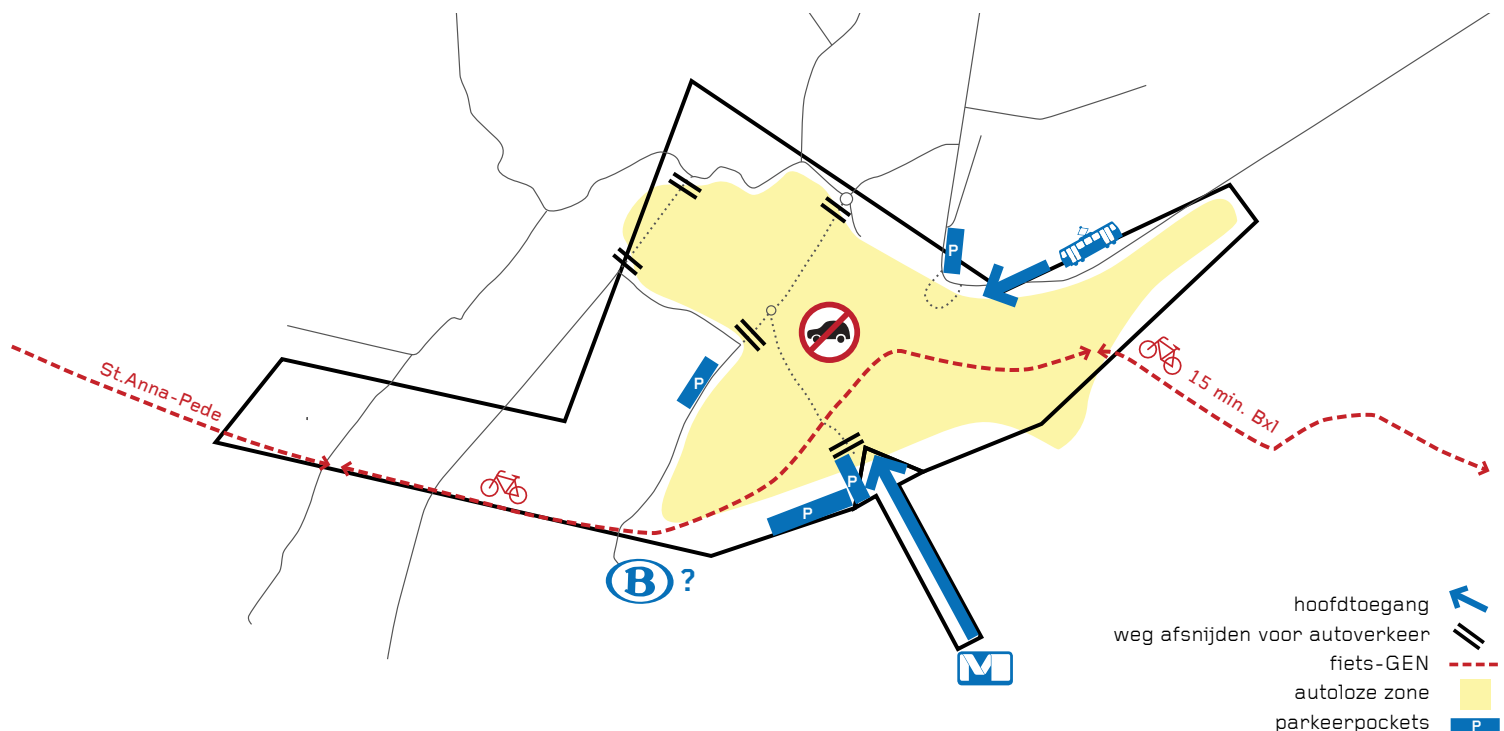 P
St.Anna-Pede
15 min. Bxl
P
P
P
B ?
M
hoofdtoegang
weg afsnijden voor autoverkeer
fiets-GEN
autoloze zone
parkeerpockets P